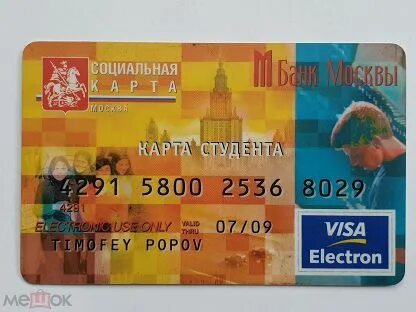 СОЦИАЛЬНАЯ
КАРТА
МОСКВА
М Банк Москвы
КАРТА СТУДЕНТА
4291 5800 2536 8029
4291
ELECTRONIC USE ONLY
VALID THRU 07/09
TIMOFEY POPOV
VISA
Electron
мешок